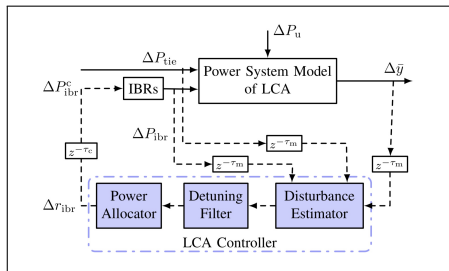 ΔP_u
ΔP_tie
Power System Model
of LCA
Δȳ
ΔP^c_ibr
IBRs
ΔP_ibr
z^{-τ_m}
z^{-τ_c}
z^{-τ_m}
z^{-τ_m}
Δr_ibr
Power
Allocator
Detuning
Filter
Disturbance
Estimator
LCA Controller